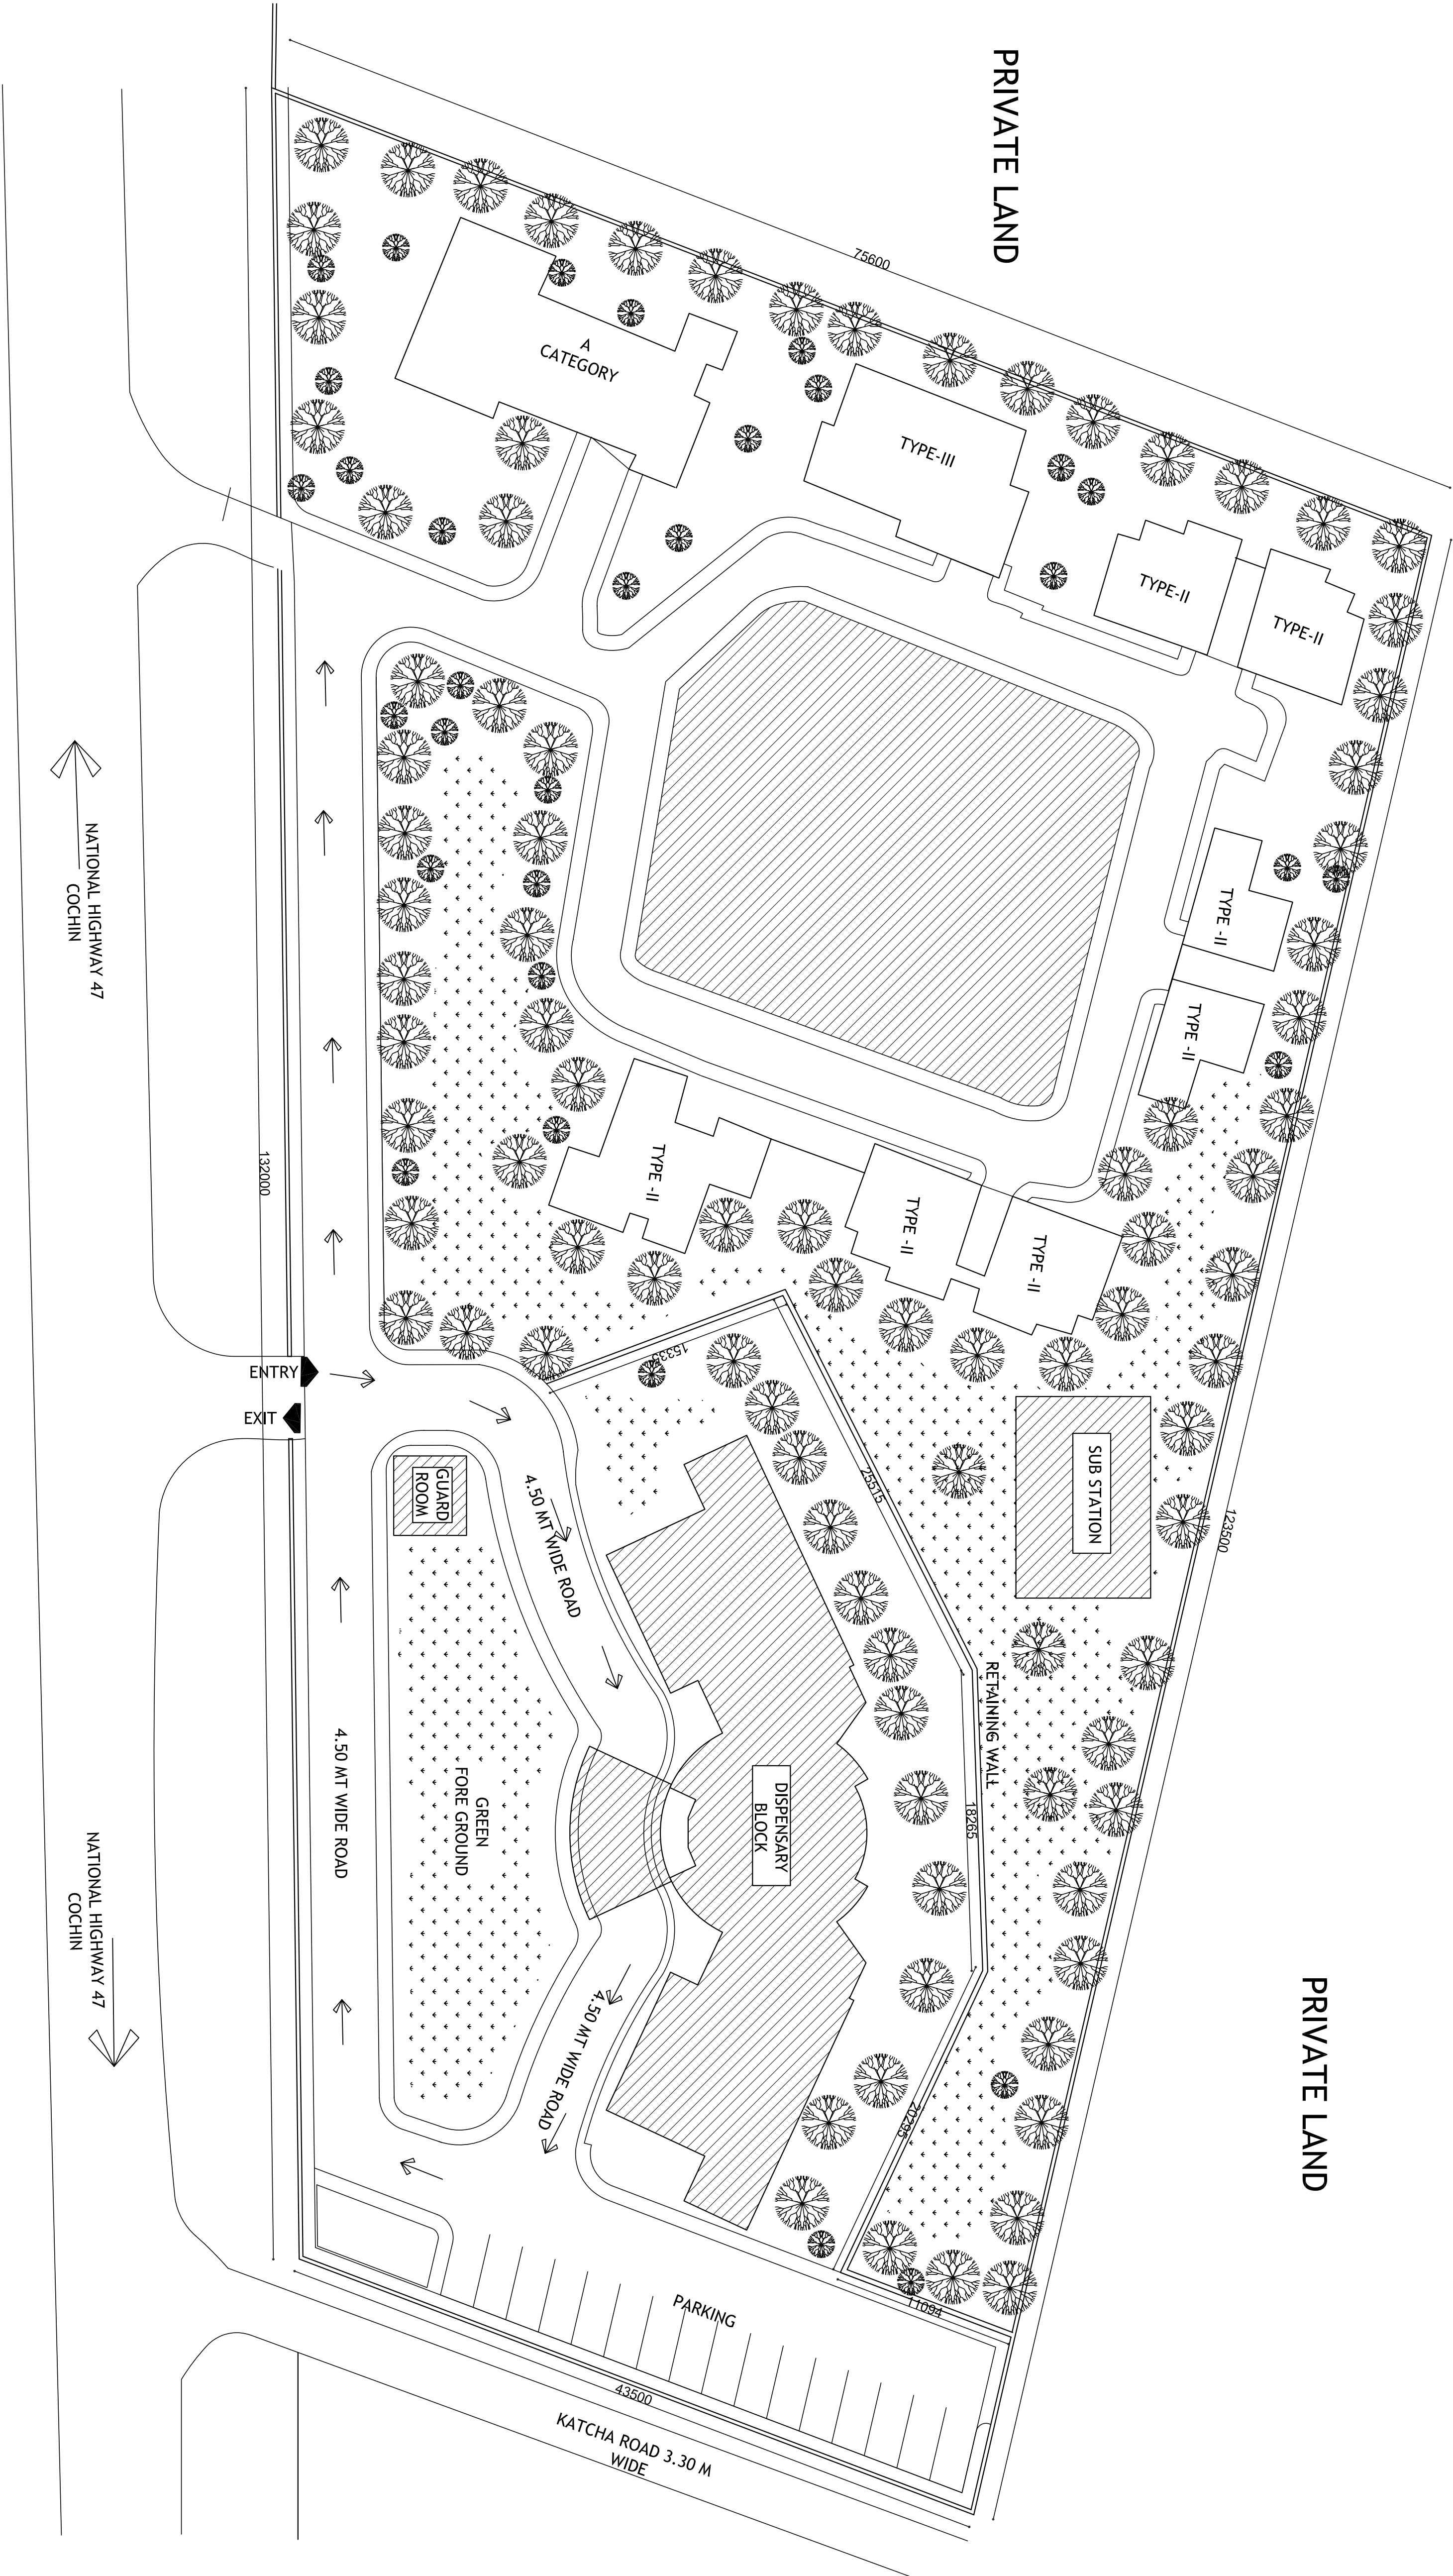 PRIVATE LAND
75600
A
CATEGORY
TYPE-III
TYPE-II
TYPE-II
NATIONAL HIGHWAY 47
COCHIN
TYPE -II
TYPE -II
132000
TYPE -II
TYPE -II
TYPE -II
ENTRY
EXIT
15335
GUARD
ROOM
4.50 MT WIDE ROAD
25515
SUB STATION
123500
RETAINING WALL
4.50 MT WIDE ROAD
GREEN
FORE GROUND
DISPENSARY
BLOCK
18265
NATIONAL HIGHWAY 47
COCHIN
4.50 MT WIDE ROAD
20295
PRIVATE LAND
11094
PARKING
43500
KATCHA ROAD 3.30 M
WIDE